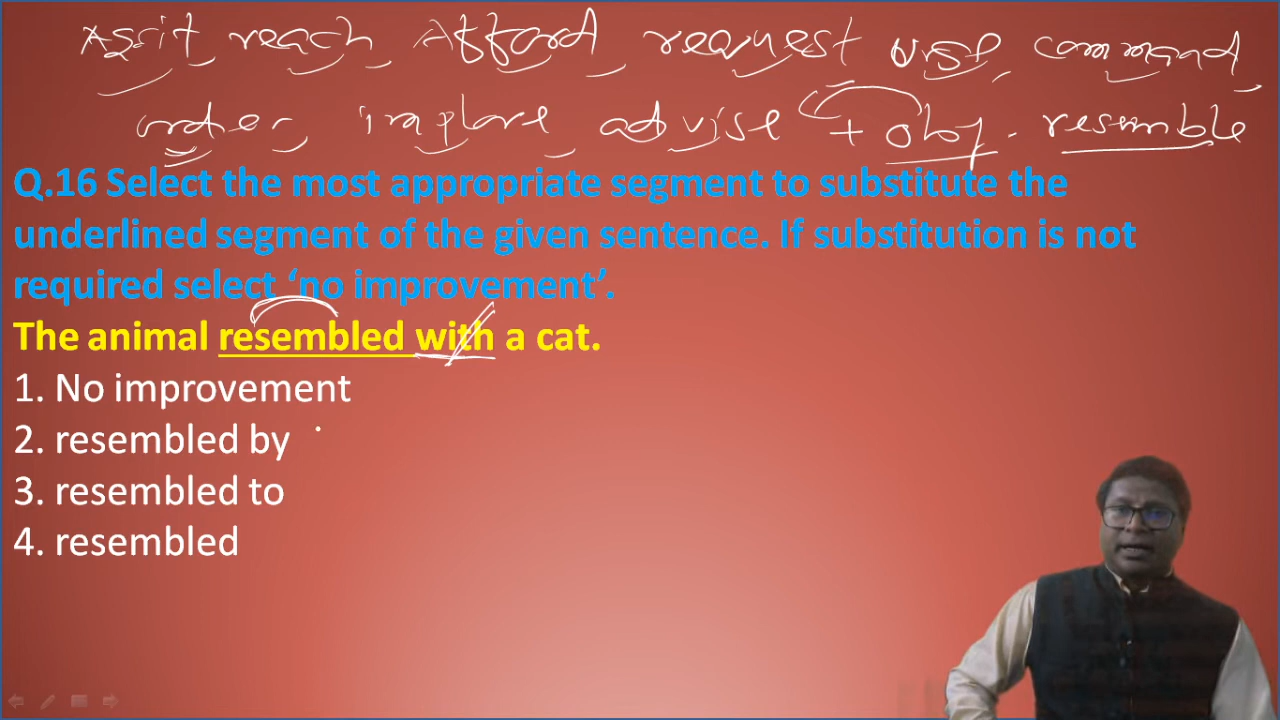 Assist, reach, Afford, request, visit, command,
order, implore, advise + obj. resemble
Q.16 Select the most appropriate segment to substitute the
underlined segment of the given sentence. If substitution is not
required select ‘no improvement’.
The animal resembled with a cat.
1. No improvement
2. resembled by
3. resembled to
4. resembled